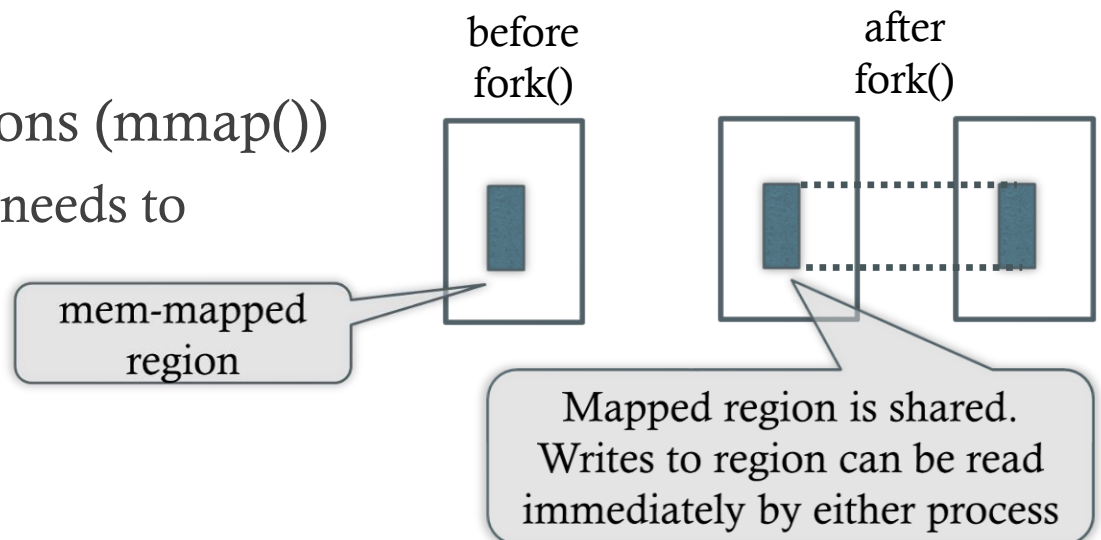 before
fork()
after
fork()
ons (mmap())
needs to
mem-mapped
region
Mapped region is shared.
Writes to region can be read
immediately by either process